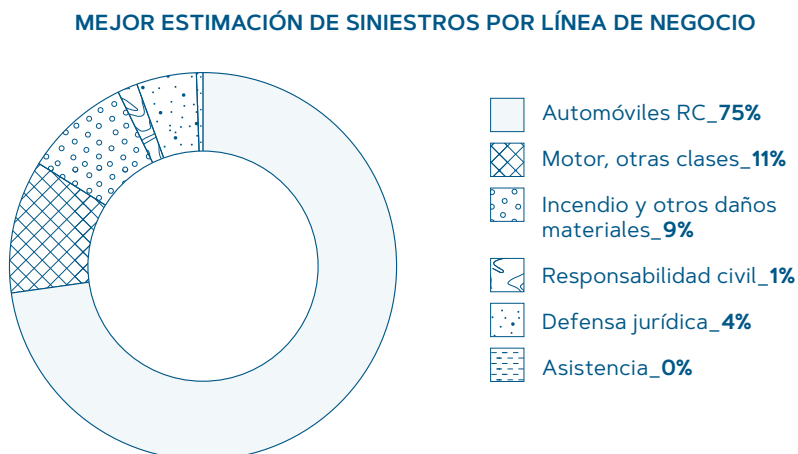 MEJOR ESTIMACIÓN DE SINIESTROS POR LÍNEA DE NEGOCIO
Automóviles RC_75%
Motor, otras clases_11%
Incendio y otros daños
materiales_9%
Responsabilidad civil_1%
Defensa jurídica_4%
Asistencia_0%